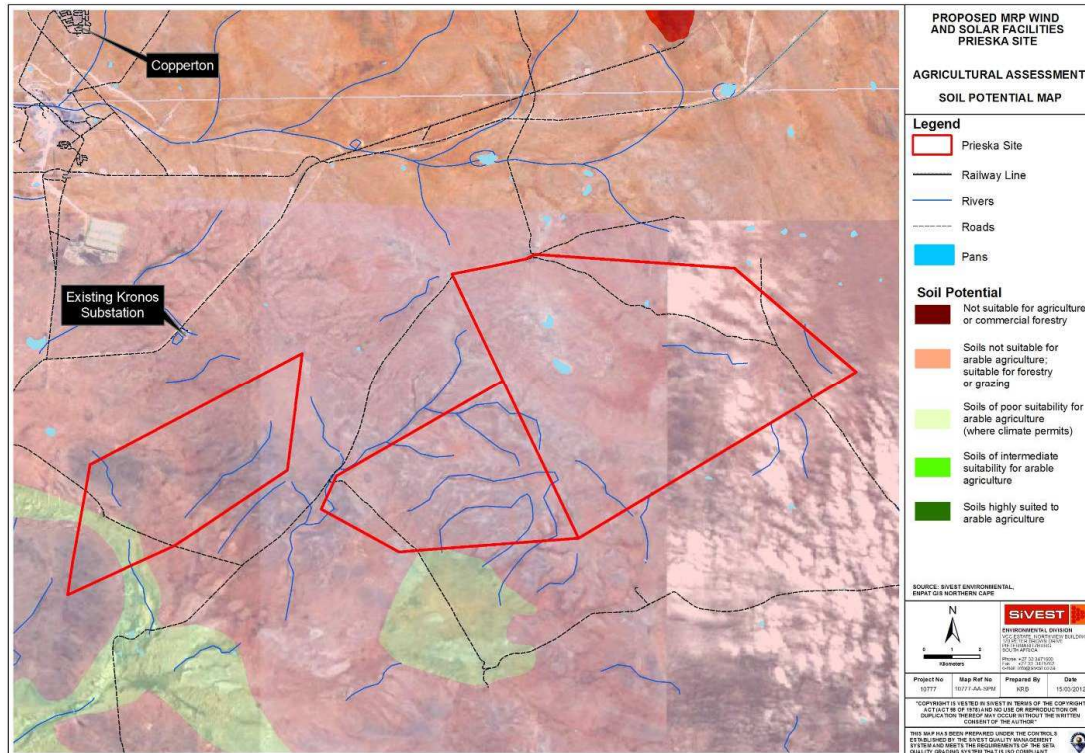 Copperton
Existing Kronos
Substation
PROPOSED MRP WIND
AND SOLAR FACILITIES
PRIESKA SITE
AGRICULTURAL ASSESSMENT
SOIL POTENTIAL MAP
Legend
Prieska Site
Railway Line
Rivers
Roads
Pans
Soil Potential
Not suitable for agriculture
or commercial forestry
Soils not suitable for
arable agriculture;
suitable for forestry
or grazing
Soils of poor suitability for
arable agriculture
(where climate permits)
Soils of intermediate
suitability for arable
agriculture
Soils highly suited to
arable agriculture
SOURCE: SIVEST ENVIRONMENTAL,
ENPAT GIS NORTHERN CAPE
N
Kilometers
SiVEST
ENVIRONMENTAL DIVISION
SOUTH AFRICA
Project No
Map Ref No
Prepared By
Date
10777
10777-AA-SPM
KRB
"COPYRIGHT IS VESTED IN SIVEST IN TERMS OF THE COPYRIGHT
ACT (ACT 98 OF 1978) AND NO USE OR REPRODUCTION OR
DUPLICATION THEREOF MAY OCCUR WITHOUT THE WRITTEN
CONSENT OF THE AUTHOR"
THIS MAP HAS BEEN PREPARED UNDER THE CONTROLS
ESTABLISHED BY THE SIVEST QUALITY MANAGEMENT
SYSTEM AND MEETS THE REQUIREMENTS OF THE
QUALITY GRADING SYSTEM THAT IS ISO COMPLIANT